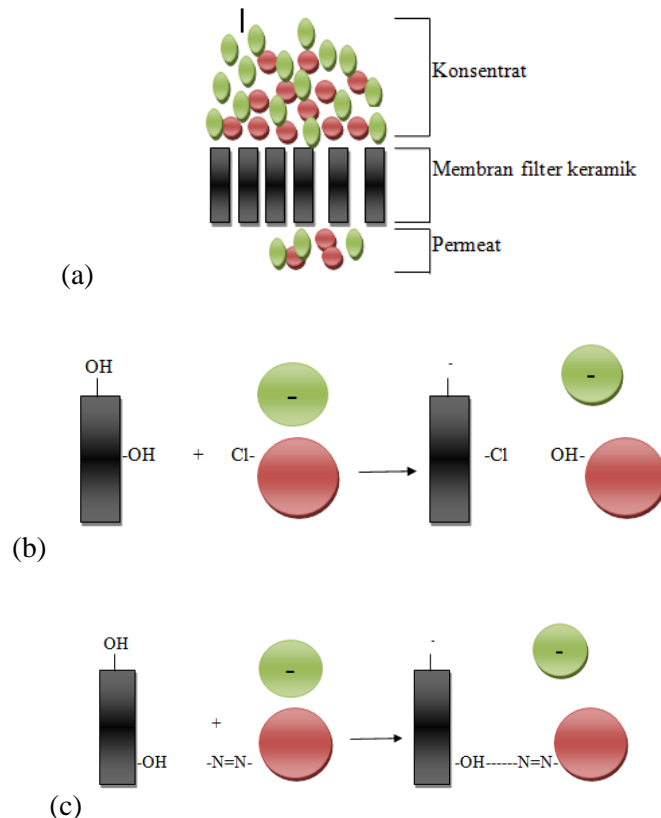 Konsentrat
Membran filter keramik
Permeat
(a)
OH
-
-
-OH + Cl- -Cl OH-
(b)
OH
-
-
-
+
-OH -N=N- -OH------N=N-
(c)